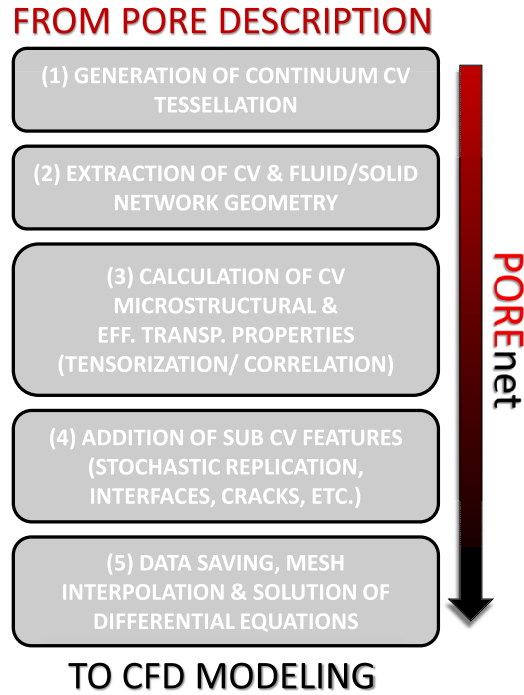 FROM PORE DESCRIPTION
(1) GENERATION OF CONTINUUM CV
TESSELLATION
(2) EXTRACTION OF CV & FLUID/SOLID
NETWORK GEOMETRY
(3) CALCULATION OF CV
MICROSTRUCTURAL &
EFF. TRANSP. PROPERTIES
(TENSORIZATION/ CORRELATION)
(4) ADDITION OF SUB CV FEATURES
(STOCHASTIC REPLICATION,
INTERFACES, CRACKS, ETC.)
(5) DATA SAVING, MESH
INTERPOLATION & SOLUTION OF
DIFFERENTIAL EQUATIONS
TO CFD MODELING
POREnet